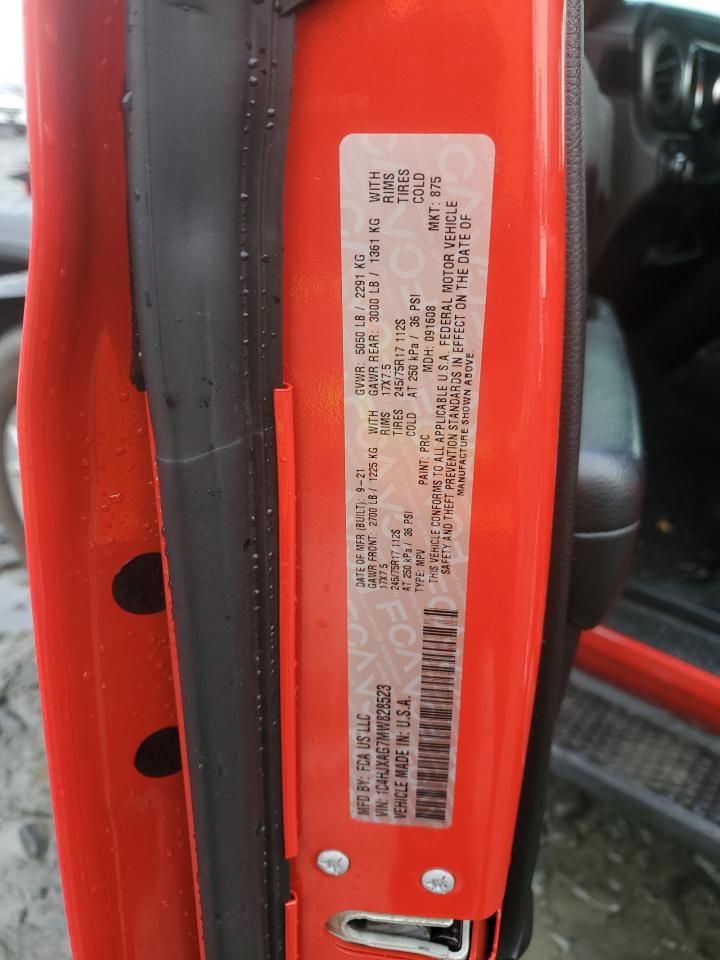 MFD BY: FCA US LLC
DATE OF MFR (BUILT): 9-21
GVWR: 5050 LB / 2291 KG
GAWR FRONT: 2700 LB / 1225 KG WITH
GAWR REAR: 3000 LB / 1361 KG WITH
17X7.5 RIMS
17X7.5 RIMS
245/75R17 112S TIRES
245/75R17 112S TIRES
AT 250 kPa / 36 PSI COLD
AT 250 kPa / 36 PSI COLD
VIN: 1C4HJXAG7MW828523
TYPE: MPV
PAINT: PRC
MDH: 091608
MKT: 875
VEHICLE MADE IN: U.S.A.
THIS VEHICLE CONFORMS TO ALL APPLICABLE U.S.A. FEDERAL MOTOR VEHICLE
SAFETY AND THEFT PREVENTION STANDARDS IN EFFECT ON THE DATE OF
MANUFACTURE SHOWN ABOVE.